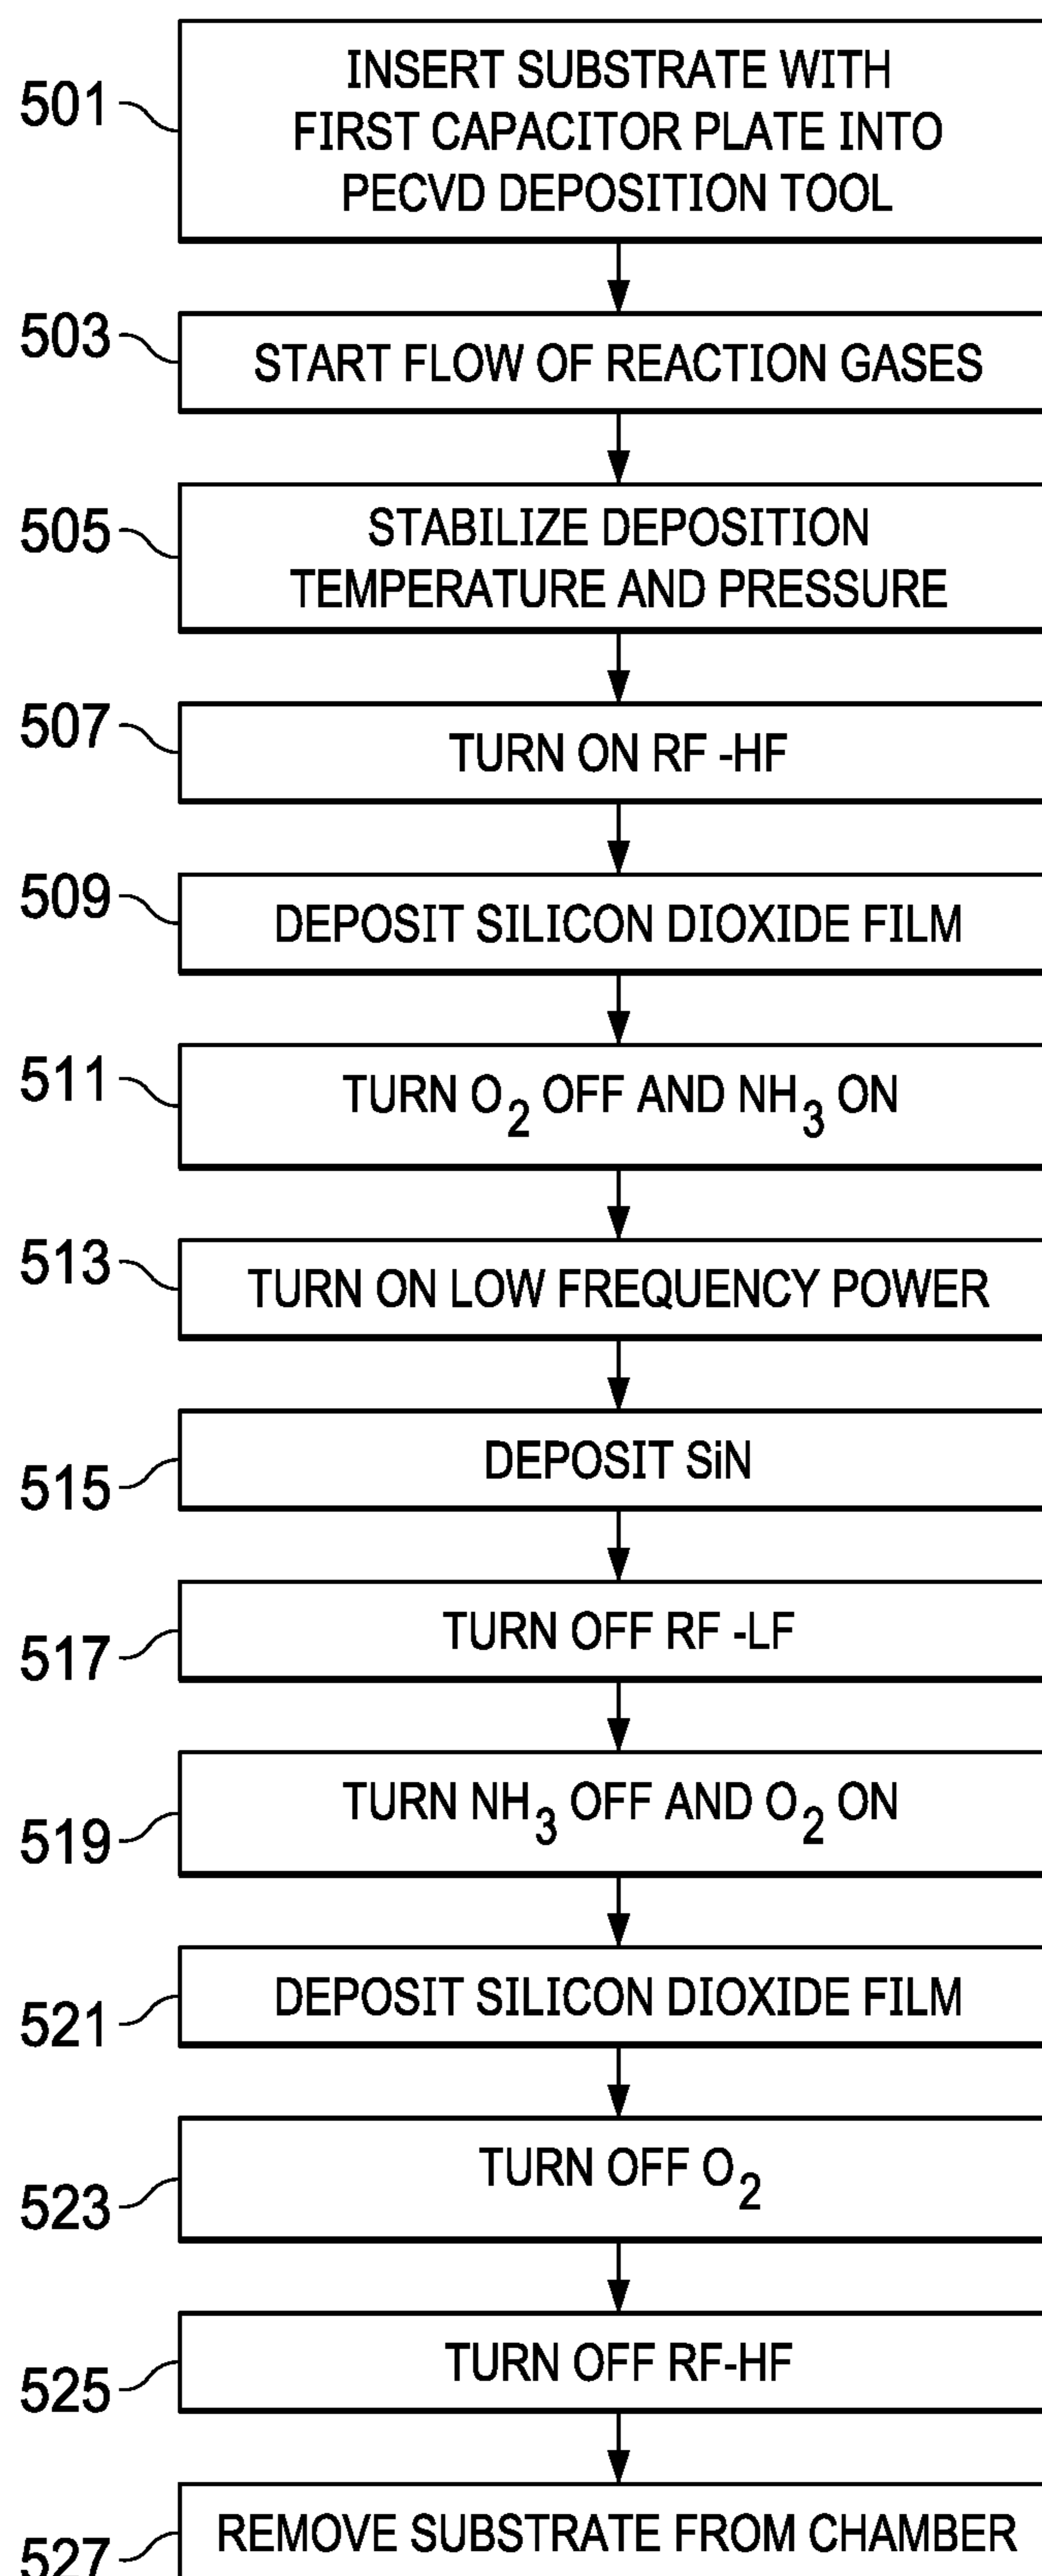 501
INSERT SUBSTRATE WITH
FIRST CAPACITOR PLATE INTO
PECVD DEPOSITION TOOL
503
START FLOW OF REACTION GASES
505
STABILIZE DEPOSITION
TEMPERATURE AND PRESSURE
507
TURN ON RF -HF
509
DEPOSIT SILICON DIOXIDE FILM
511
TURN O2 OFF AND NH3 ON
513
TURN ON LOW FREQUENCY POWER
515
DEPOSIT SiN
517
TURN OFF RF -LF
519
TURN NH3 OFF AND O2 ON
521
DEPOSIT SILICON DIOXIDE FILM
523
TURN OFF O2
525
TURN OFF RF-HF
527
REMOVE SUBSTRATE FROM CHAMBER